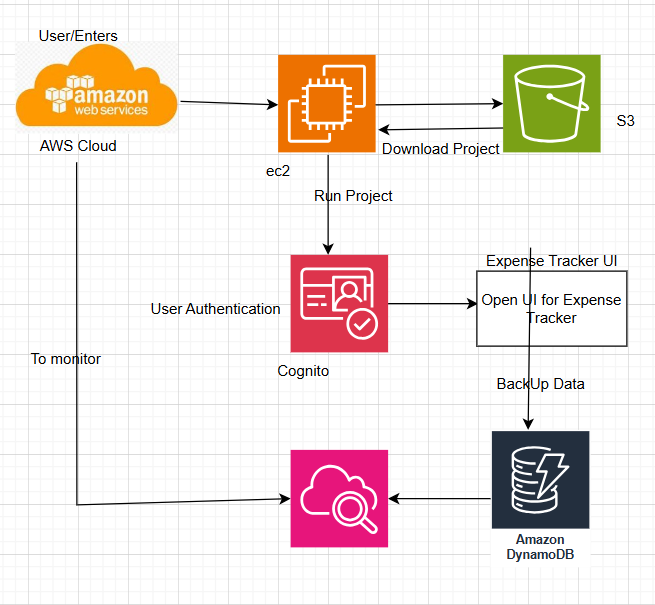 User/Enters
amazon
web services
AWS Cloud
S3
Download Project
ec2
Run Project
Expense Tracker UI
Open UI for Expense
Tracker
User Authentication
Cognito
To monitor
BackUp Data
Amazon
DynamoDB